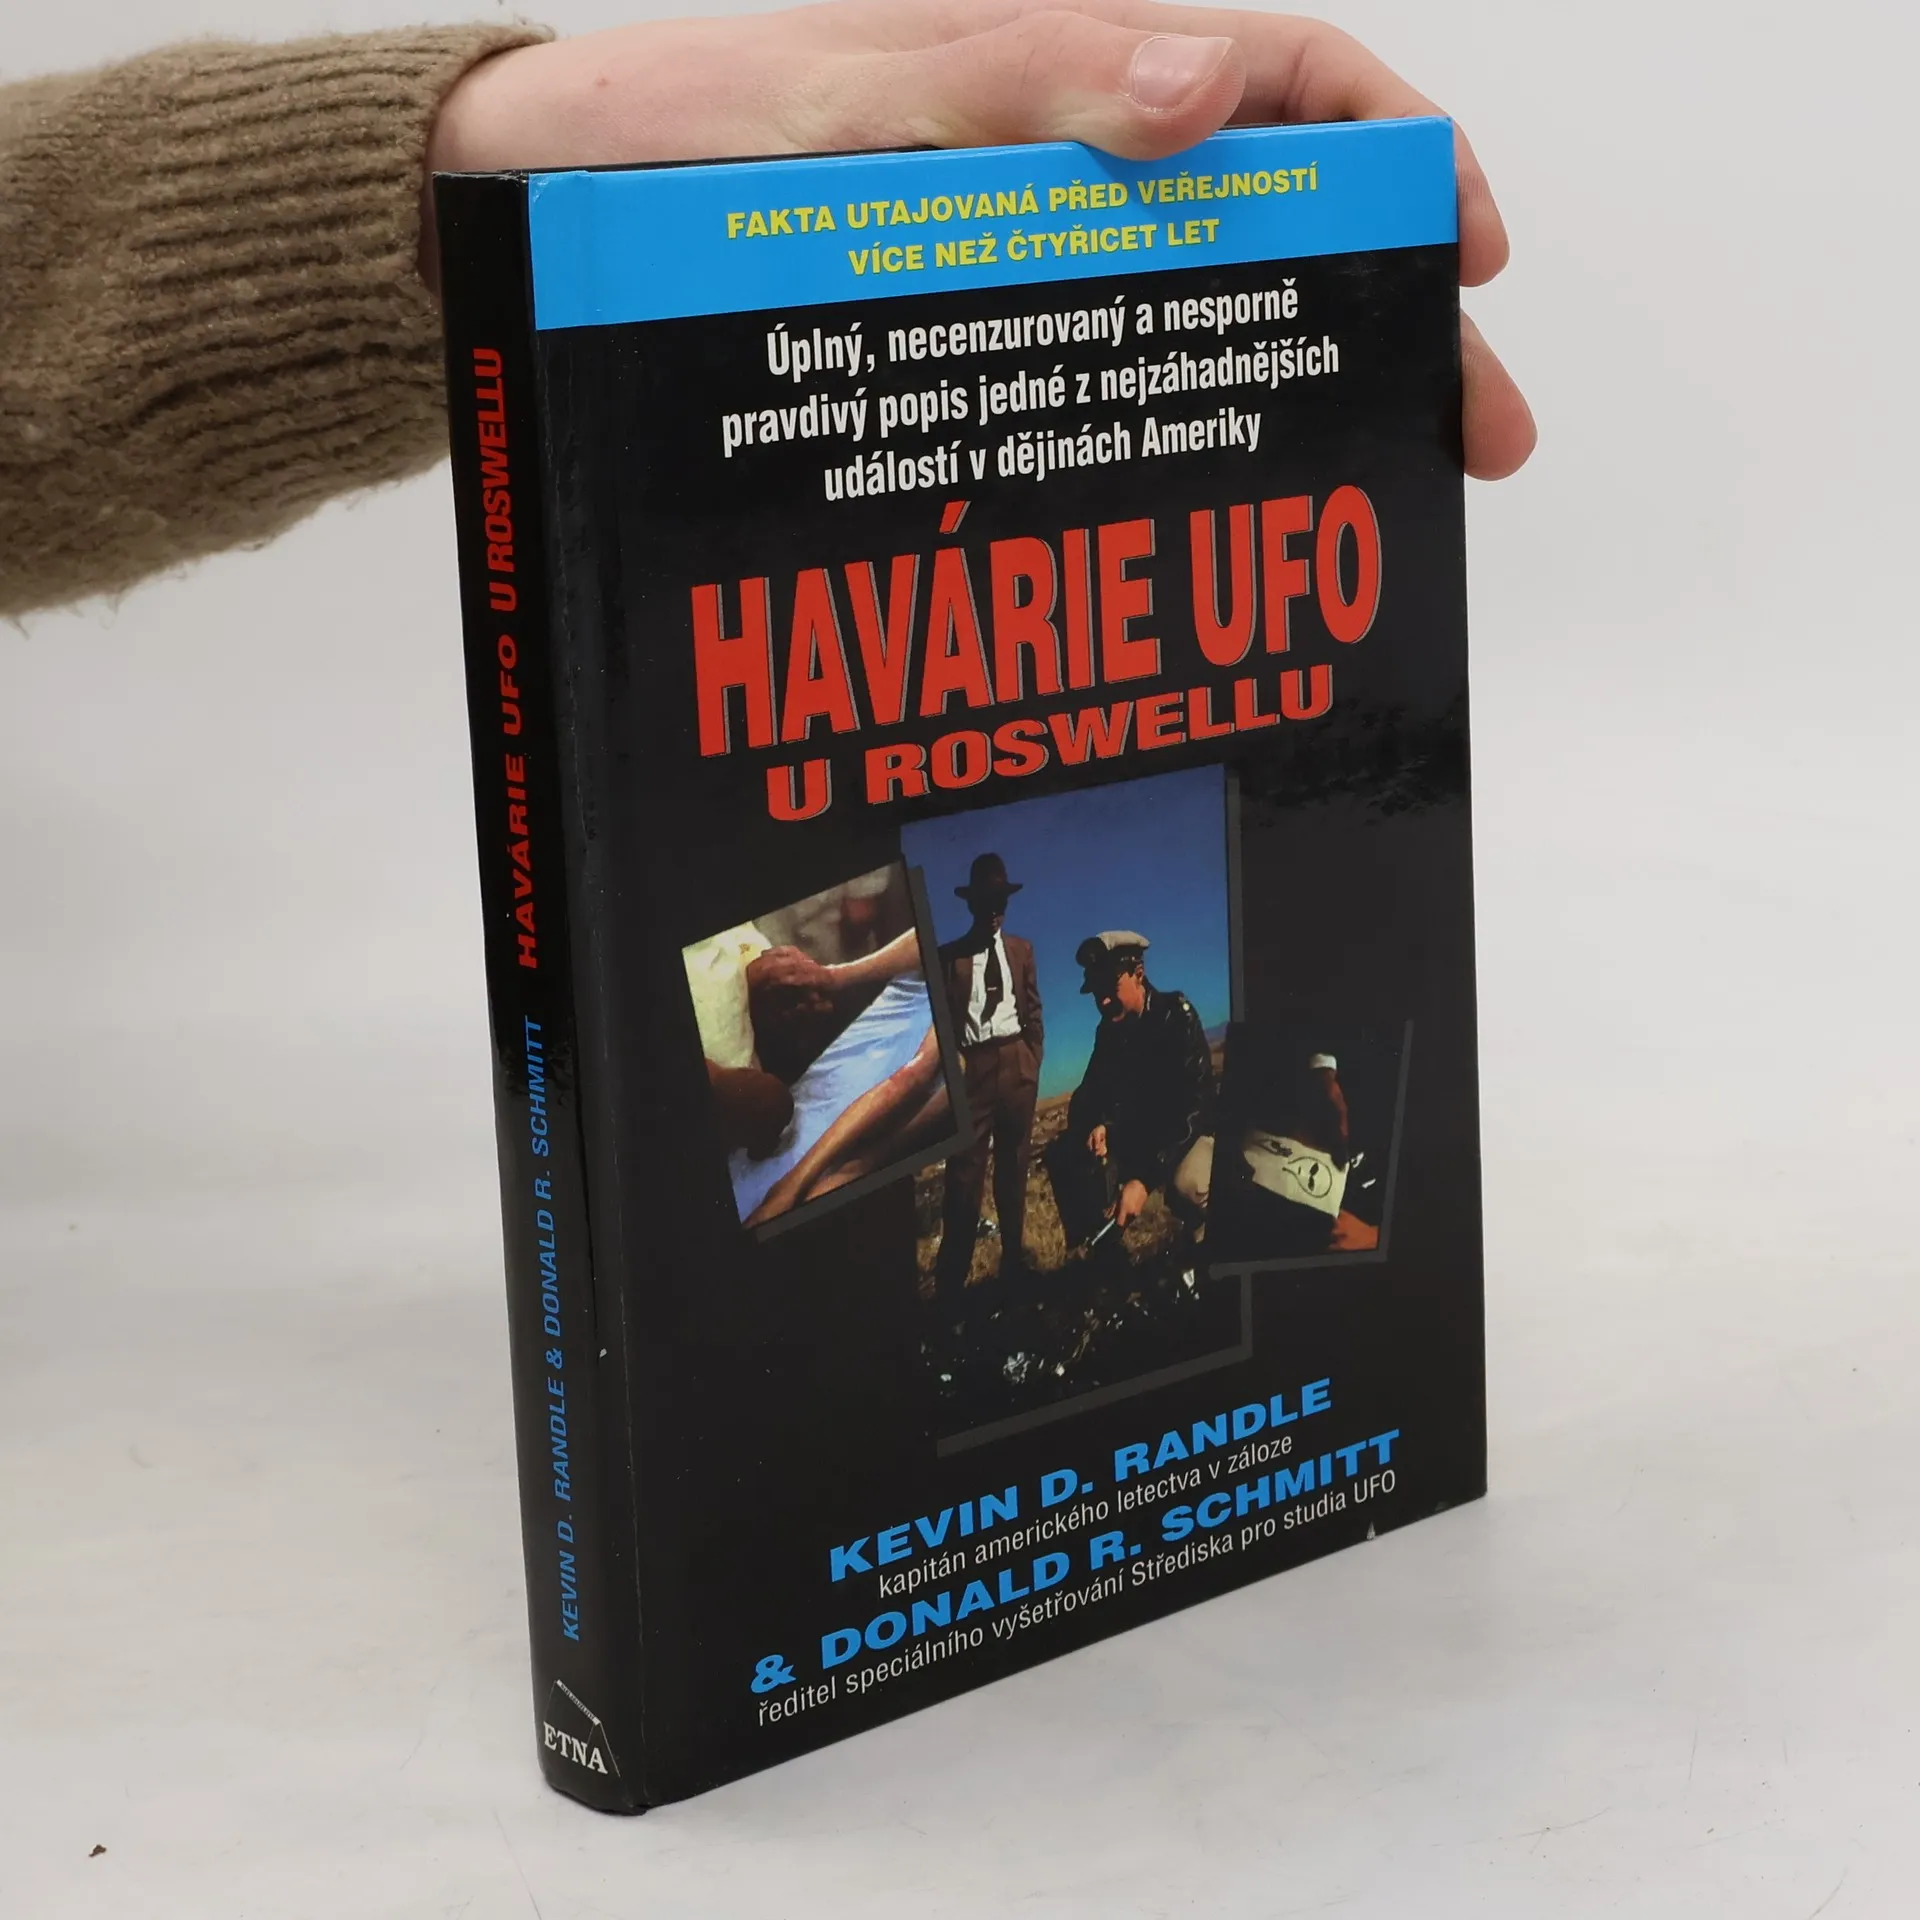 FAKTA UTAJOVANÁ PŘED VEŘEJNOSTÍ
VÍCE NEŽ ČTYŘICET LET
Úplný, necenzurovaný a nesporně
pravdivý popis jedné z nejzáhadnějších
událostí v dějinách Ameriky
HAVÁRIE UFO
U ROSWELLU
KEVIN D. RANDLE
kapitán amerického letectva v záloze
& DONALD R. SCHMITT
ředitel speciálního vyšetřování Střediska pro studia UFO
KEVIN D. RANDLE & DONALD R. SCHMITT HAVÁRIE UFO U ROSWELLU
ETNA